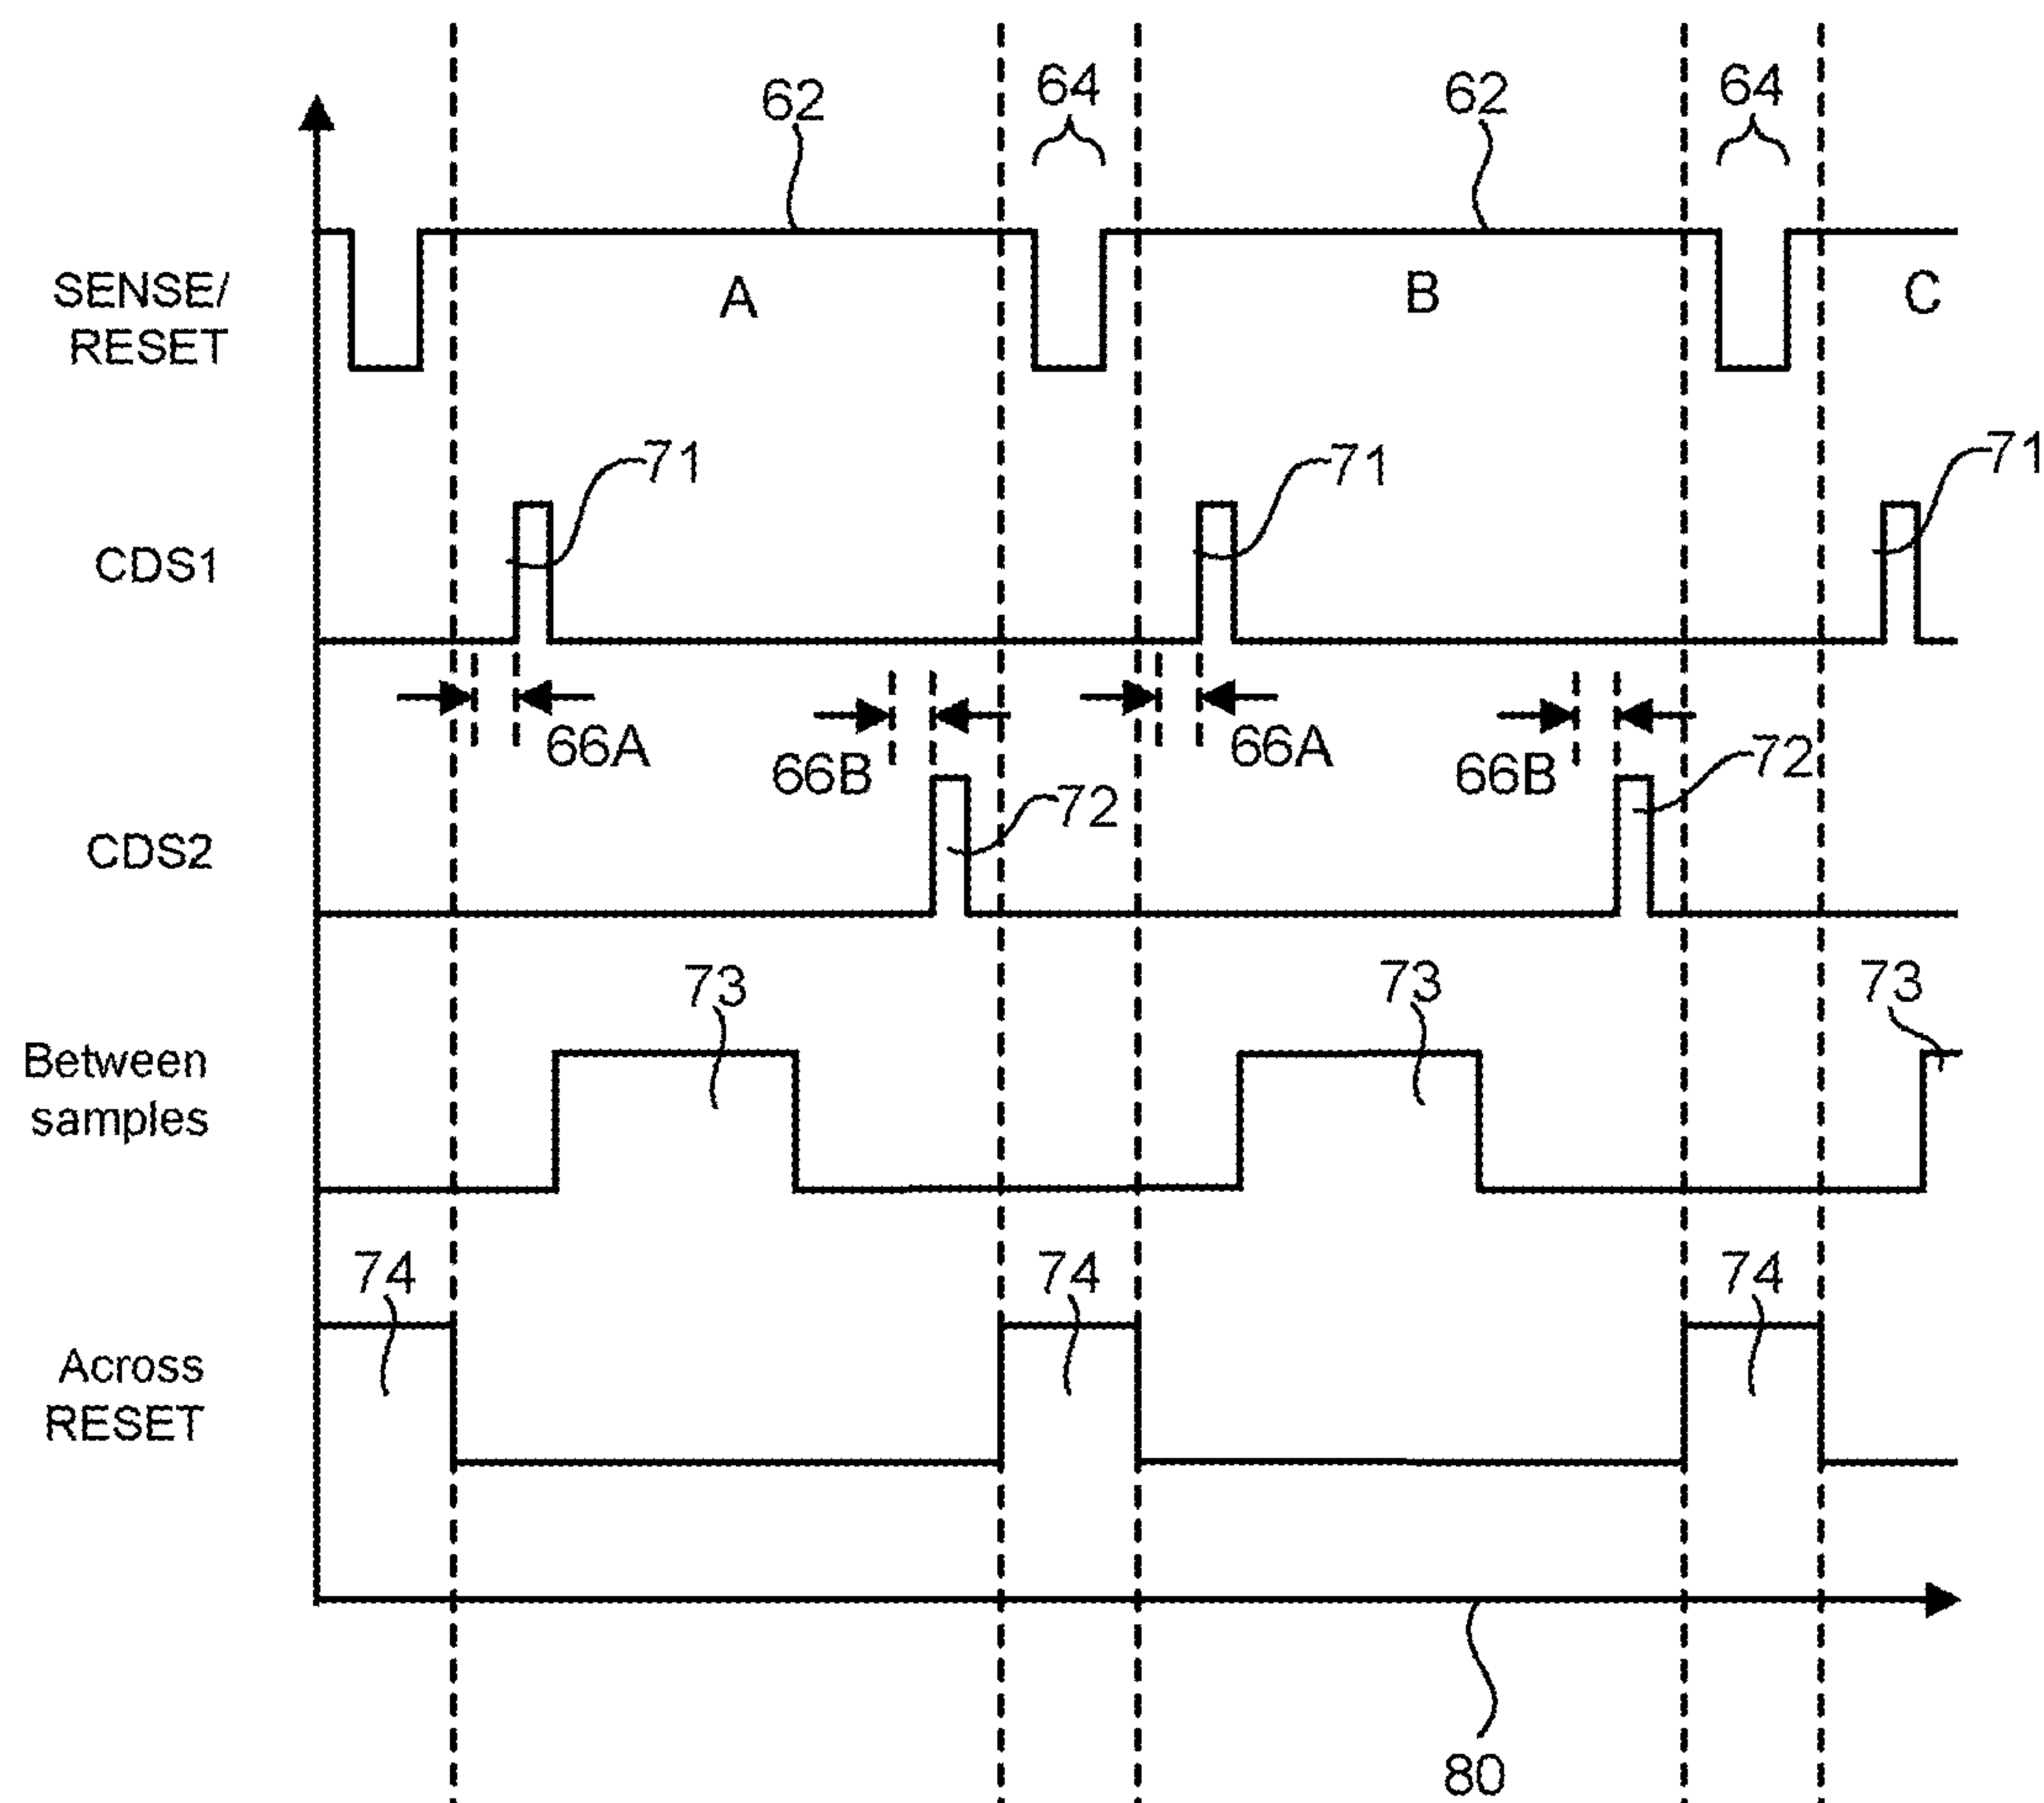 62
64
62
64
SENSE/
RESET
A
B
C
71
71
71
CDS1
66A
66B
66A
66B
72
72
CDS2
73
73
73
Between
samples
74
74
74
Across
RESET
80